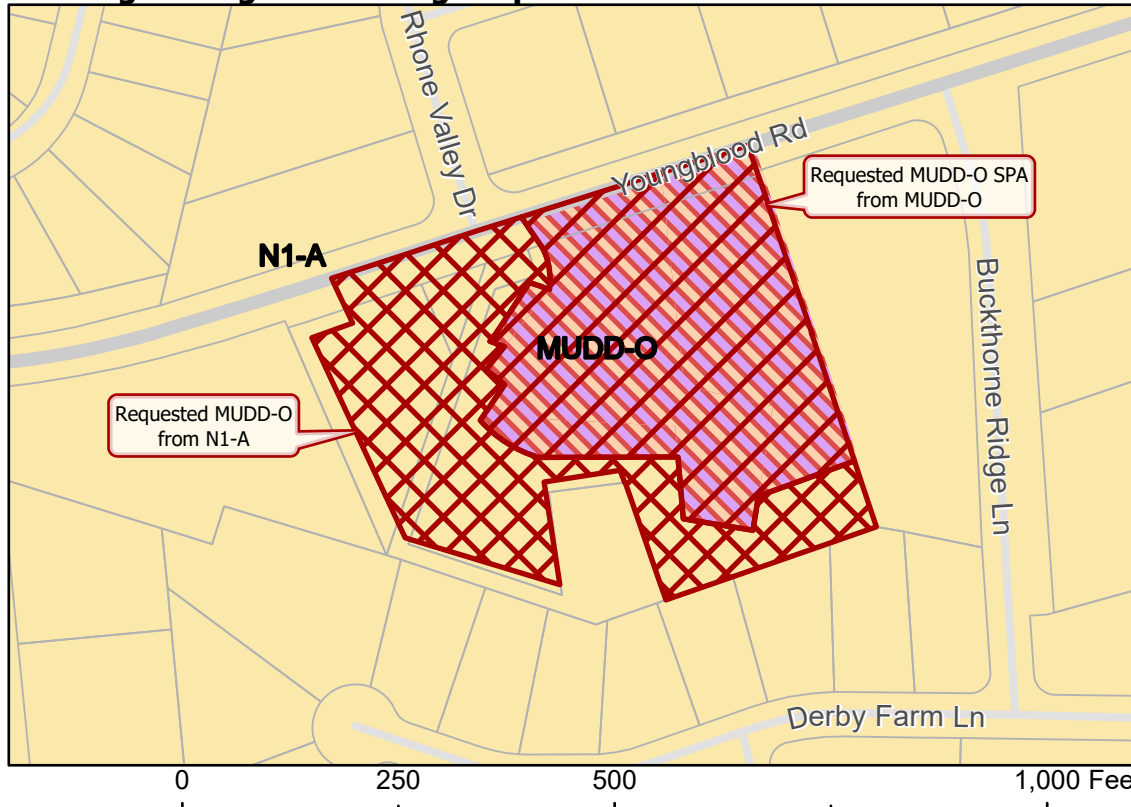 Rhone Valley Dr
Youngblood Rd
Requested MUDD-O SPA
from MUDD-O
N1-A
MUDD-O
Buckthorne Ridge Ln
Requested MUDD-O
from N1-A
Derby Farm Ln
0 250 500 1,000 Fee